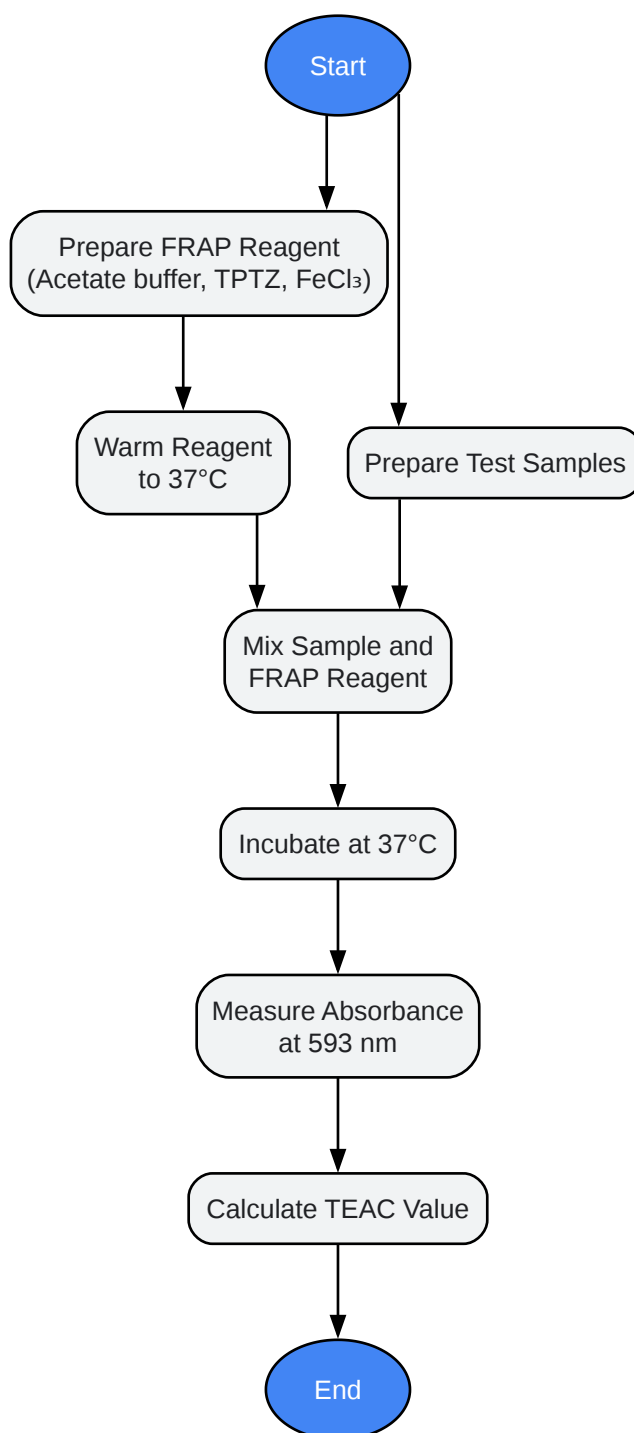 Start
Prepare FRAP Reagent
(Acetate buffer, TPTZ, FeCl₃)
Warm Reagent
to 37°C
Prepare Test Samples
Mix Sample and
FRAP Reagent
Incubate at 37°C
Measure Absorbance
at 593 nm
Calculate TEAC Value
End